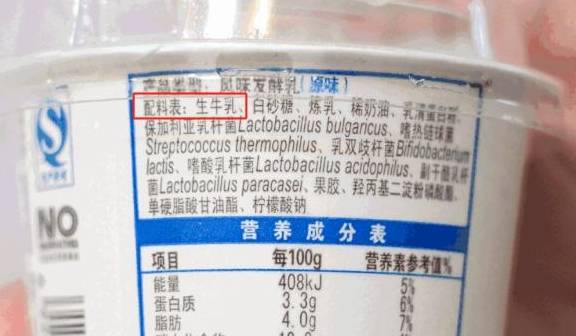 产品类型：风味发酵乳（原味）
配料表：生牛乳、白砂糖、炼乳、稀奶油、乳清蛋白粉、
保加利亚乳杆菌Lactobacillus bulgaricus、嗜热链球菌
Streptococcus thermophilus、乳双歧杆菌Bifidobacterium
lactis、嗜酸乳杆菌Lactobacillus acidophilus、副干酪乳杆
菌Lactobacillus paracasei、果胶、羟丙基二淀粉磷酸酯、
单硬脂酸甘油酯、柠檬酸钠
NO
营养成分表
项目 每100g 营养素参考值%
能量 408kJ 5%
蛋白质 3.3g 6%
脂肪 4.0g 7%